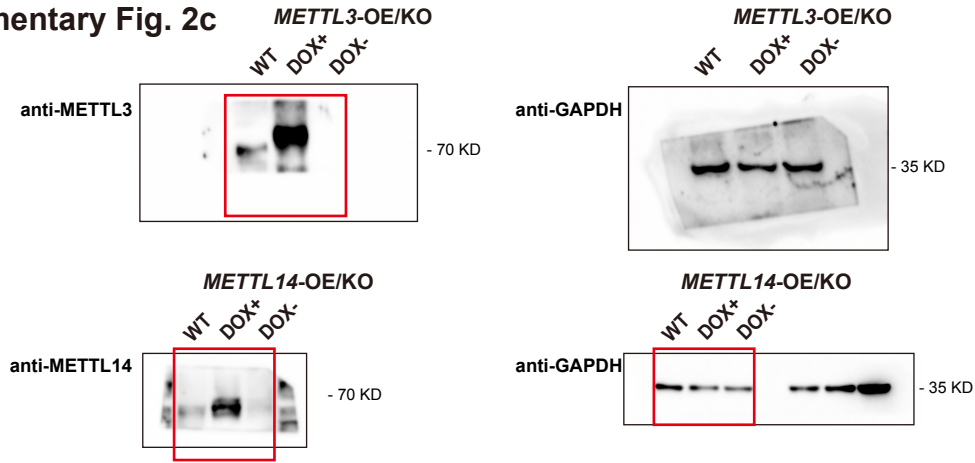 mentary Fig. 2c
METTL3-OE/KO
WT DOX+ DOX-
anti-METTL3
- 70 KD
METTL3-OE/KO
WT DOX+ DOX-
anti-GAPDH
- 35 KD
METTL14-OE/KO
WT DOX+ DOX-
anti-METTL14
- 70 KD
METTL14-OE/KO
WT DOX+ DOX-
anti-GAPDH
- 35 KD